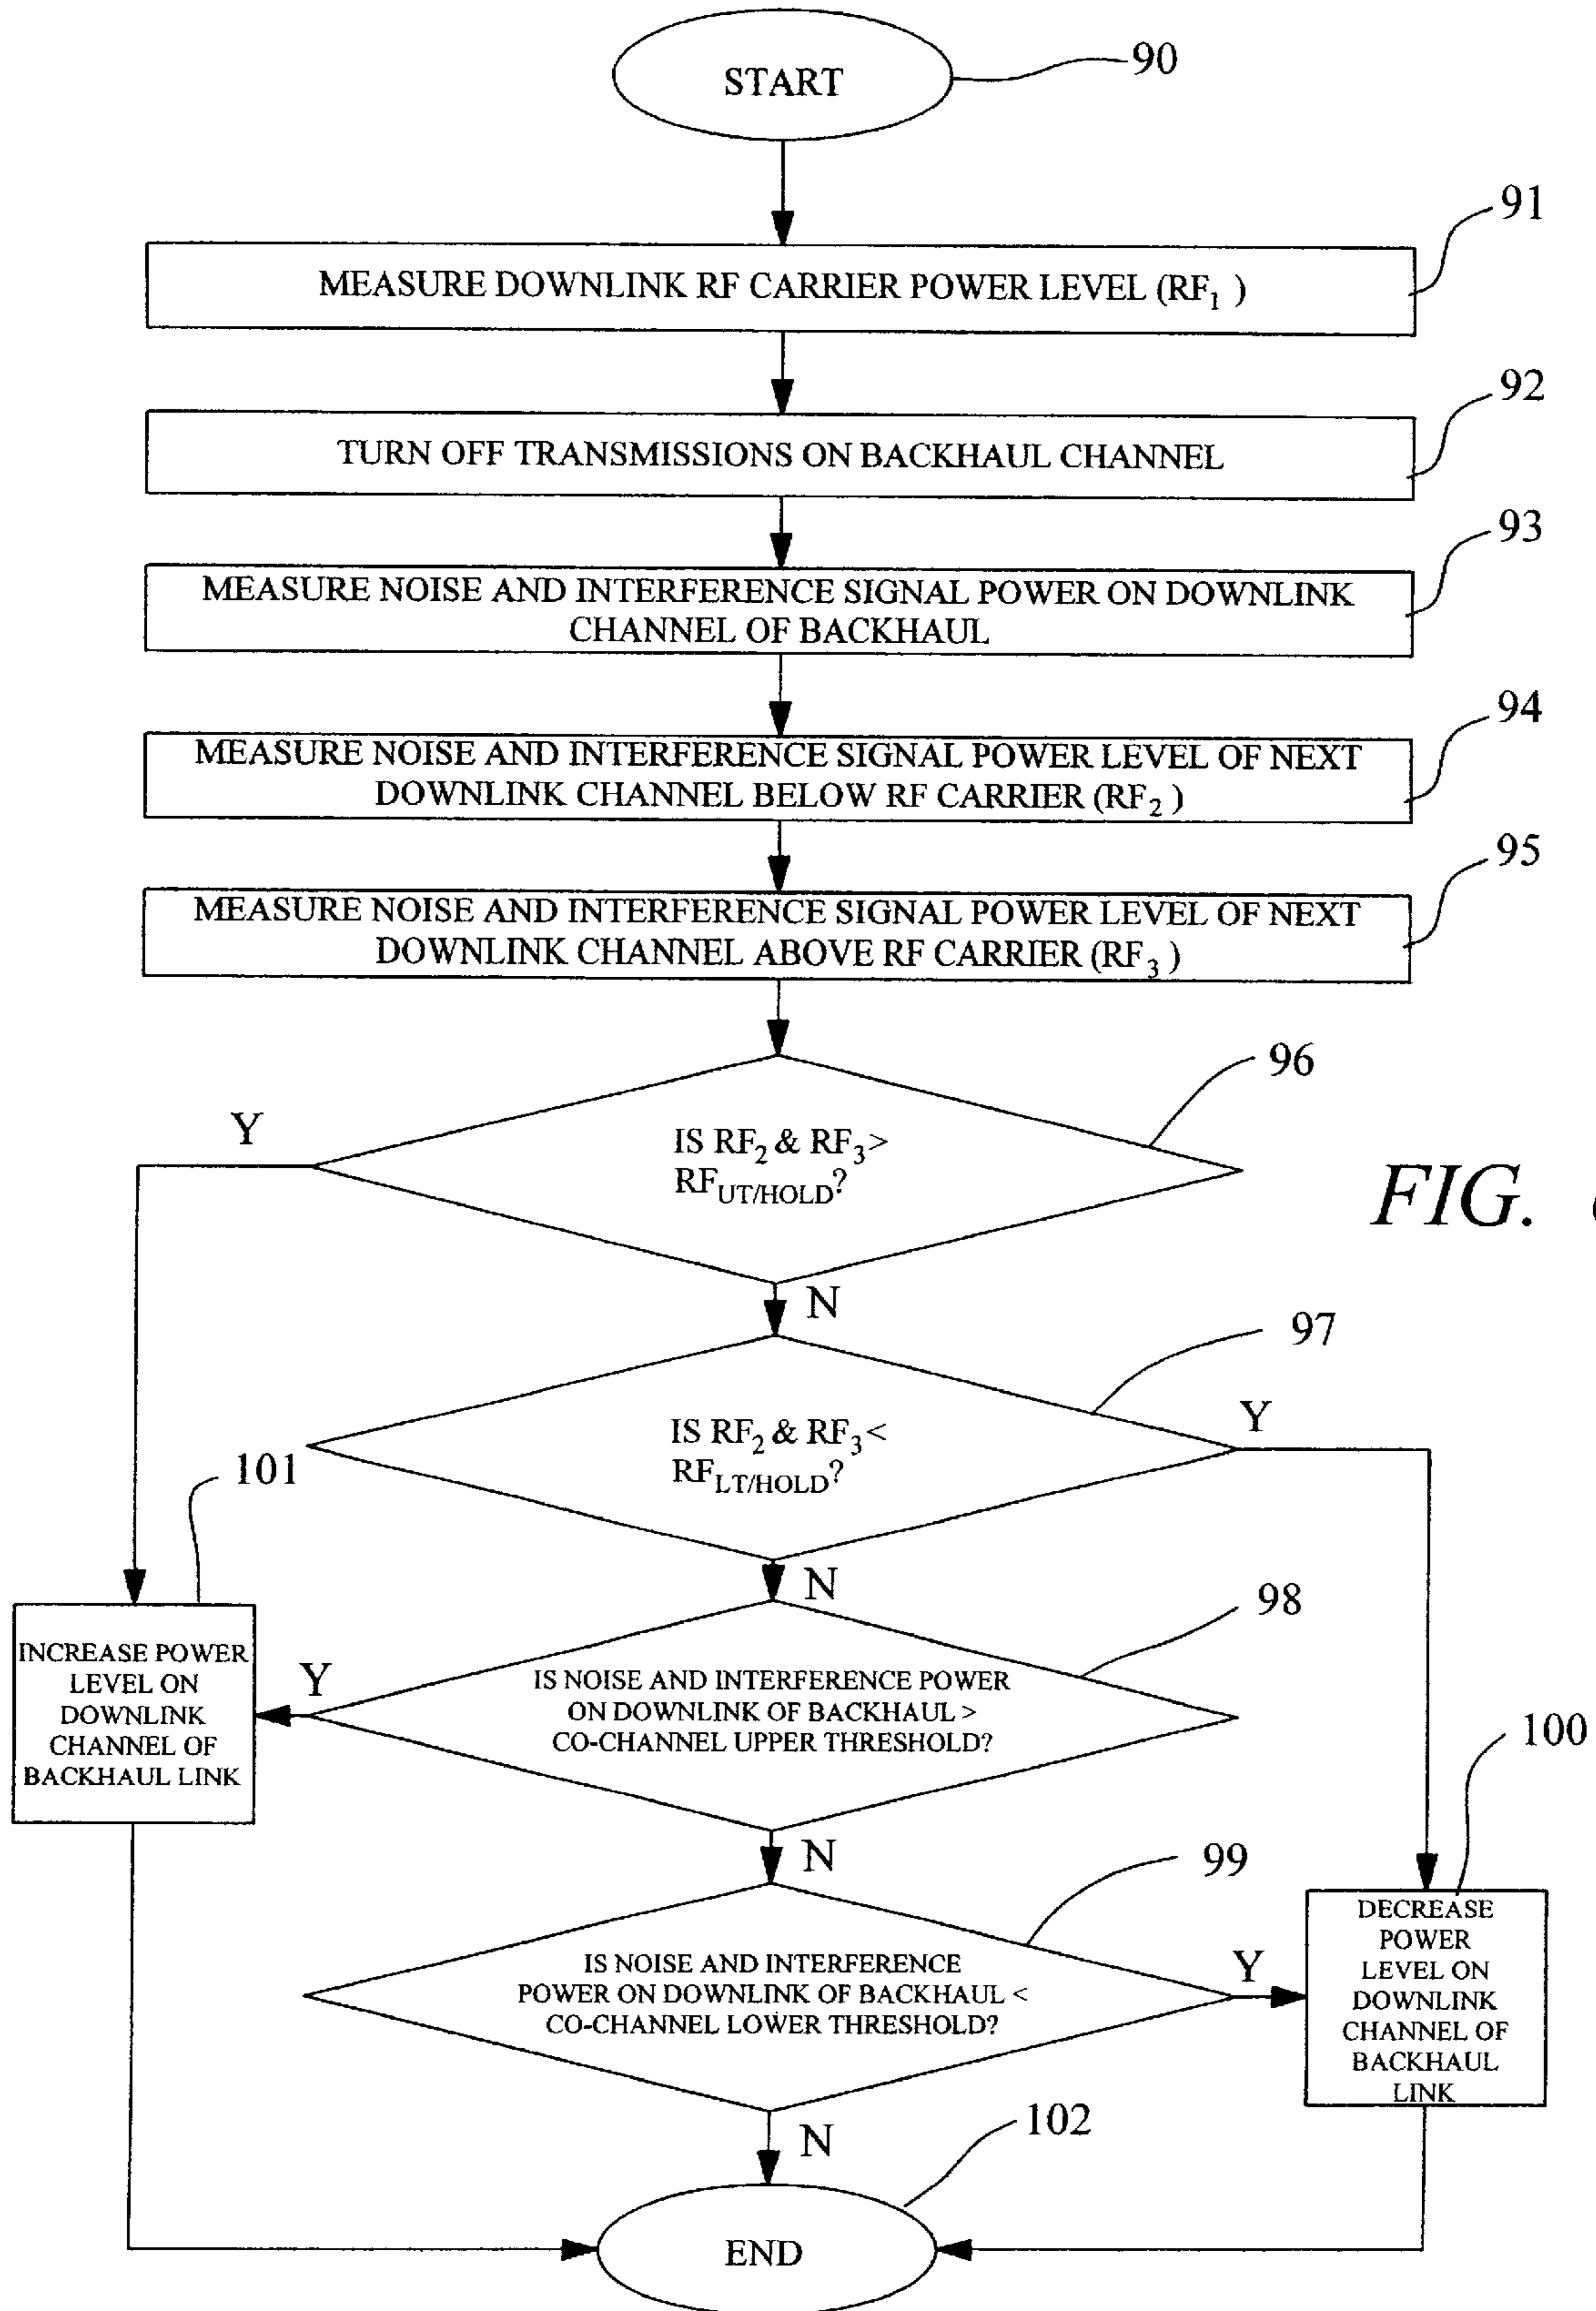 START
90
91
MEASURE DOWNLINK RF CARRIER POWER LEVEL (RF₁ )
92
TURN OFF TRANSMISSIONS ON BACKHAUL CHANNEL
93
MEASURE NOISE AND INTERFERENCE SIGNAL POWER ON DOWNLINK
CHANNEL OF BACKHAUL
94
MEASURE NOISE AND INTERFERENCE SIGNAL POWER LEVEL OF NEXT
DOWNLINK CHANNEL BELOW RF CARRIER (RF₂ )
95
MEASURE NOISE AND INTERFERENCE SIGNAL POWER LEVEL OF NEXT
DOWNLINK CHANNEL ABOVE RF CARRIER (RF₃ )
96
Y
IS RF₂ & RF₃>
RF_UT/HOLD?
FIG.
N
97
Y
IS RF₂ & RF₃<
RF_LT/HOLD?
101
N
98
INCREASE POWER
LEVEL ON
DOWNLINK
CHANNEL OF
BACKHAUL LINK
Y
IS NOISE AND INTERFERENCE POWER
ON DOWNLINK OF BACKHAUL >
CO-CHANNEL UPPER THRESHOLD?
100
N
99
IS NOISE AND INTERFERENCE
POWER ON DOWNLINK OF BACKHAUL <
CO-CHANNEL LOWER THRESHOLD?
Y
DECREASE
POWER
LEVEL ON
DOWNLINK
CHANNEL OF
BACKHAUL
LINK
N
102
END